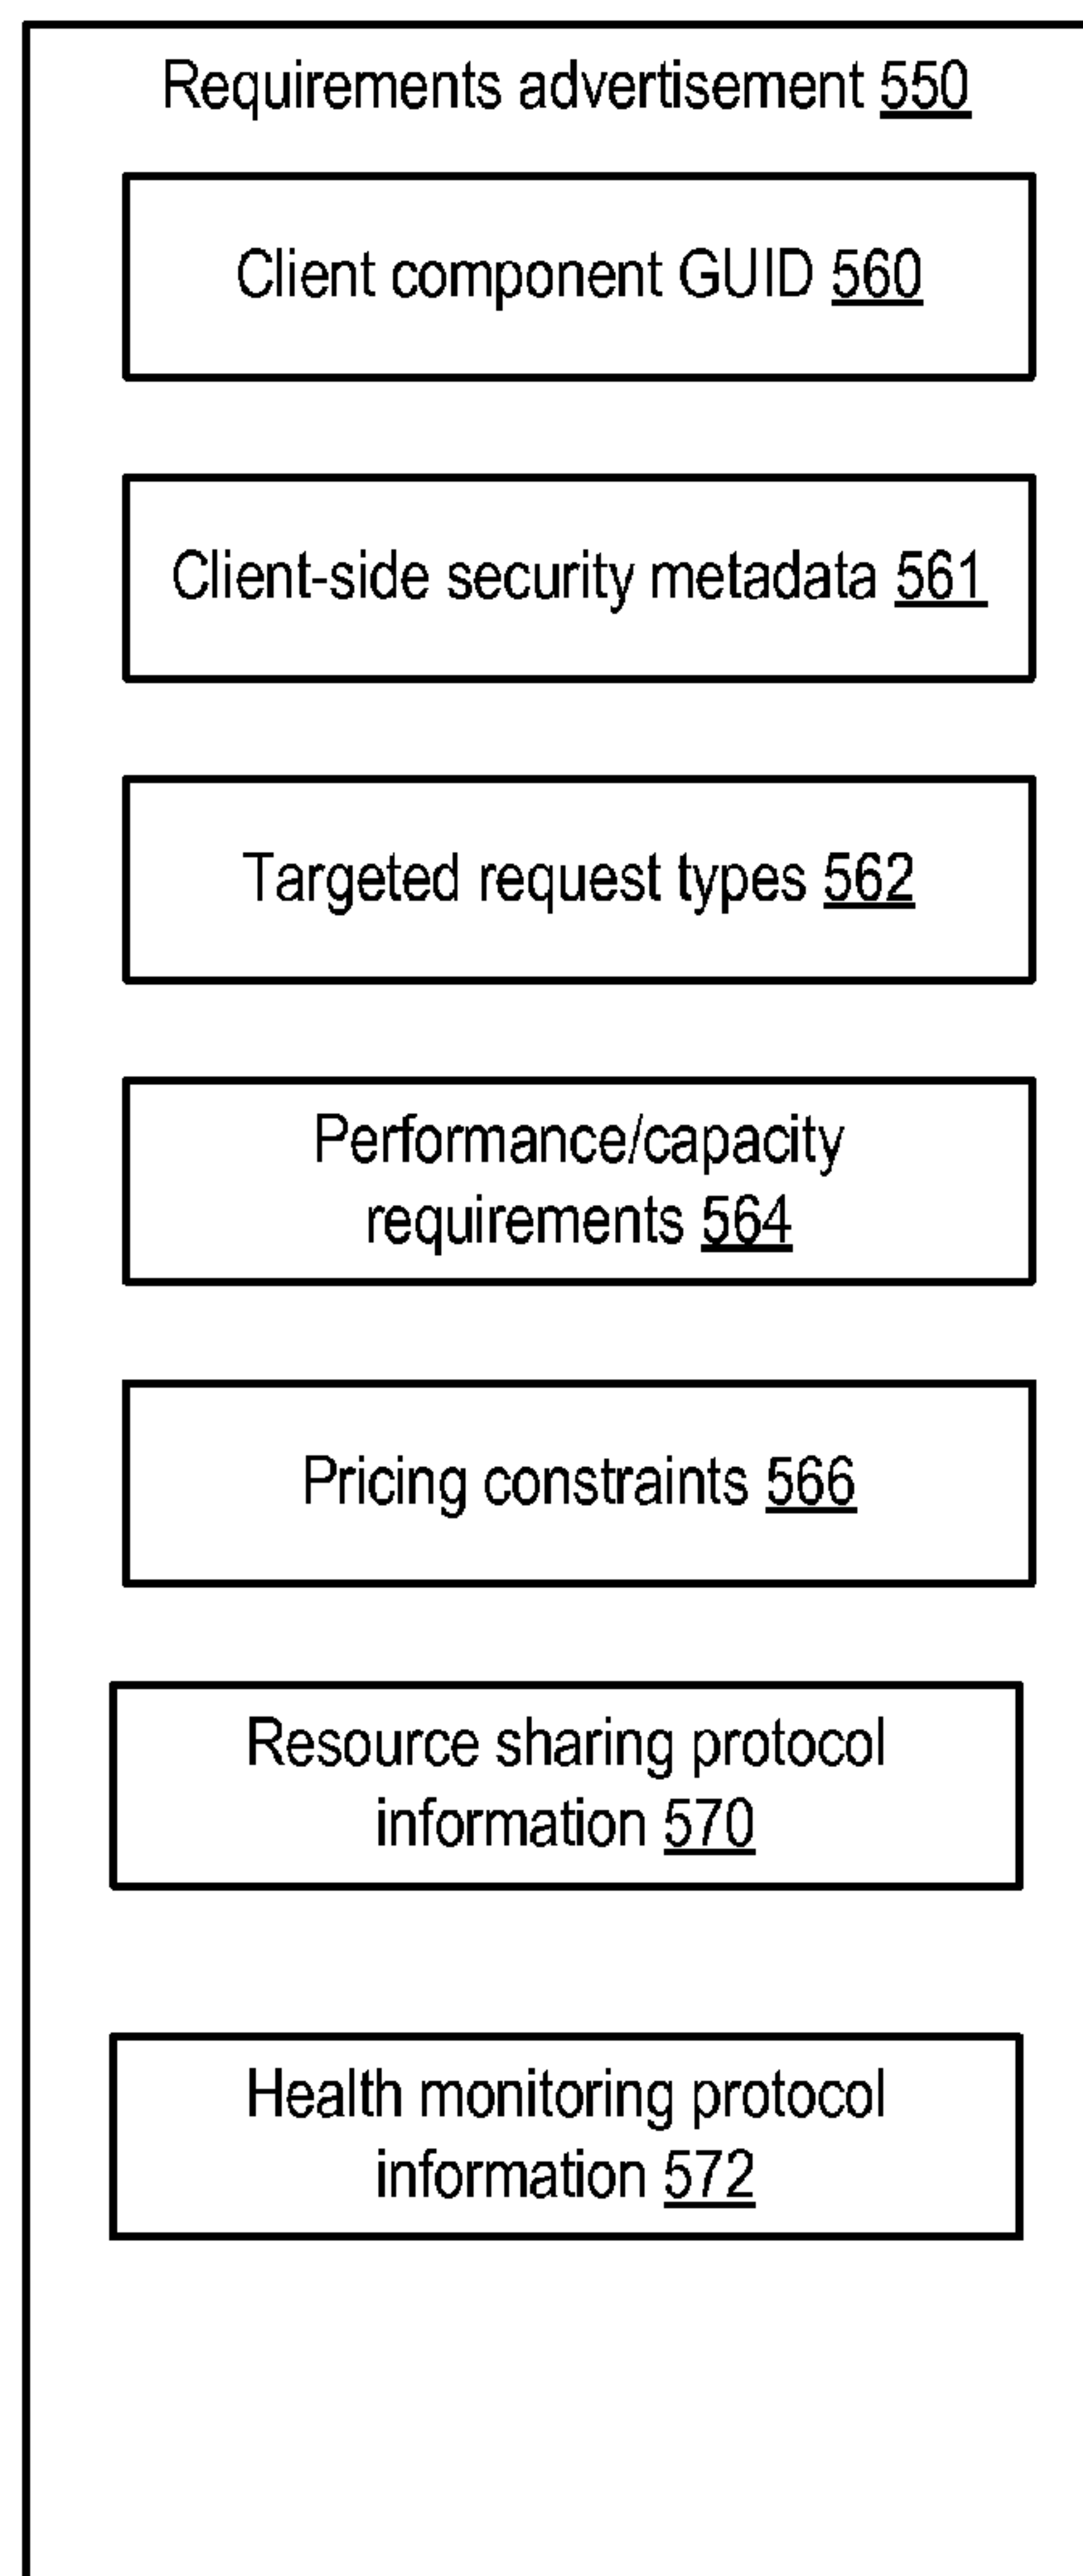 Requirements advertisement 550
Client component GUID 560
Client-side security metadata 561
Targeted request types 562
Performance/capacity
requirements 564
Pricing constraints 566
Resource sharing protocol
information 570
Health monitoring protocol
information 572